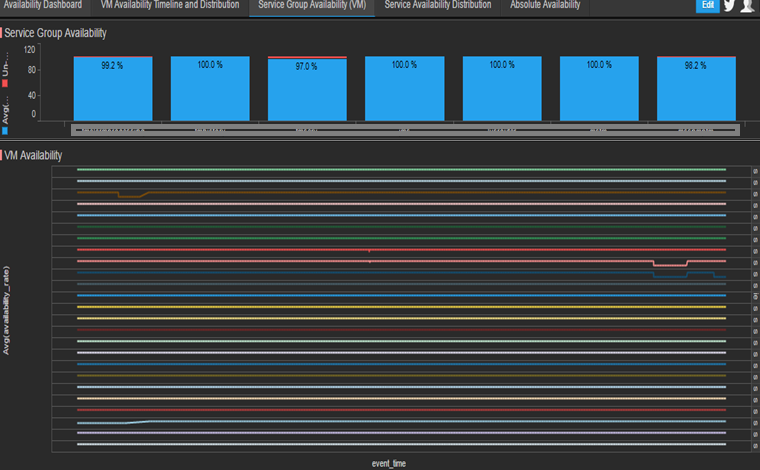 Availability Dashboard
VM Availability Timeline and Distribution
Service Group Availability (VM)
Service Availability Distribution
Absolute Availability
Edit
Service Group Availability
Un-...
Avg(...
120
80
40
0
99.2 %
100.0 %
97.0 %
100.0 %
100.0 %
100.0 %
98.2 %
VM Availability
Avg(availability_rate)
event_time